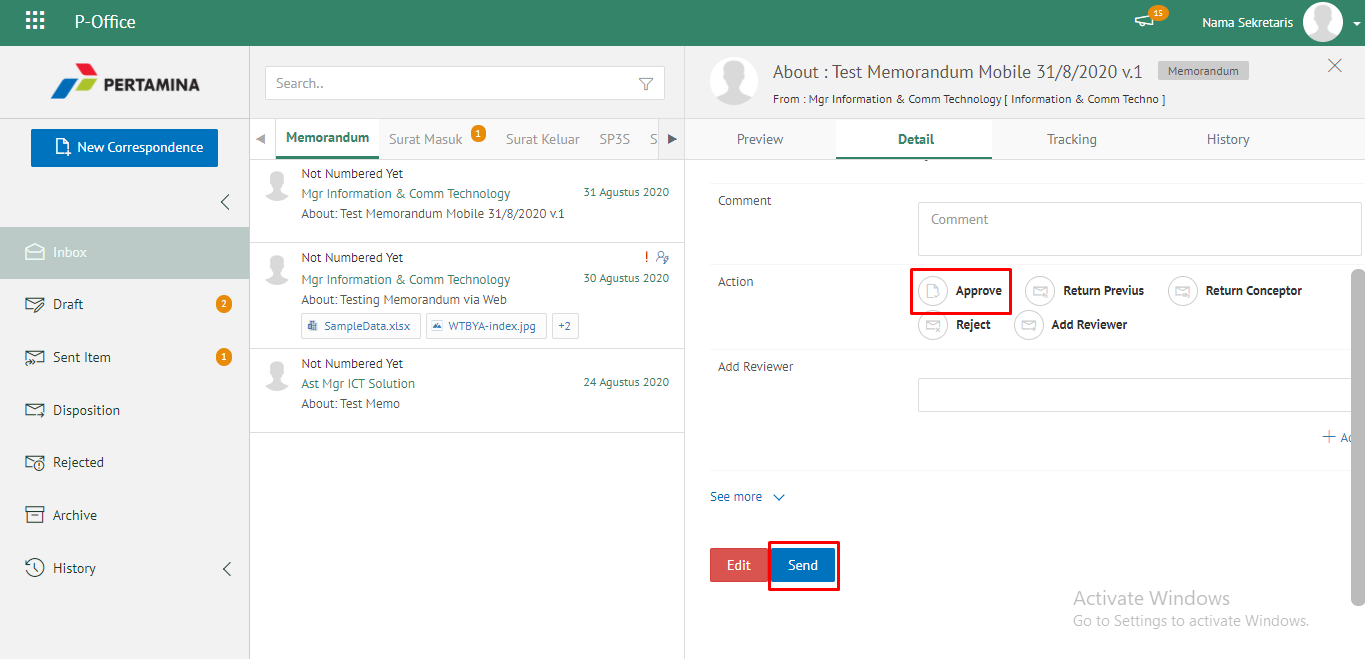 P-Office
15
Nama Sekretaris
PERTAMINA
New Correspondence
Inbox
Draft
2
Sent Item
1
Disposition
Rejected
Archive
History
Search..
Memorandum
Surat Masuk
1
Surat Keluar
SP3S
S
Not Numbered Yet
Mgr Information & Comm Technology
31 Agustus 2020
About: Test Memorandum Mobile 31/8/2020 v.1
Not Numbered Yet
Mgr Information & Comm Technology
30 Agustus 2020
About: Testing Memorandum via Web
SampleData.xlsx
WTBYA-index.jpg
+2
Not Numbered Yet
Ast Mgr ICT Solution
24 Agustus 2020
About: Test Memo
About : Test Memorandum Mobile 31/8/2020 v.1
Memorandum
From : Mgr Information & Comm Technology [ Information & Comm Techno ]
Preview
Detail
Tracking
History
Comment
Comment
Action
Approve
Return Previus
Return Conceptor
Reject
Add Reviewer
Add Reviewer
See more
Edit
Send
Activate Windows
Go to Settings to activate Windows.